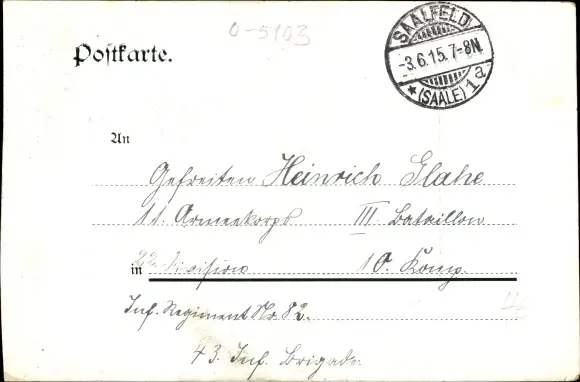 0-5103
Postkarte.
SAALFELD
-3.6.15.7-8N.
* (SAALE) 1a
An
Gefreiten Heinrich Glahe
11. Armeekorps III. Bataillon
in 22. Division 10. Komp.
Inf. Regiment Nr. 82.
43. Inf. Brigade.